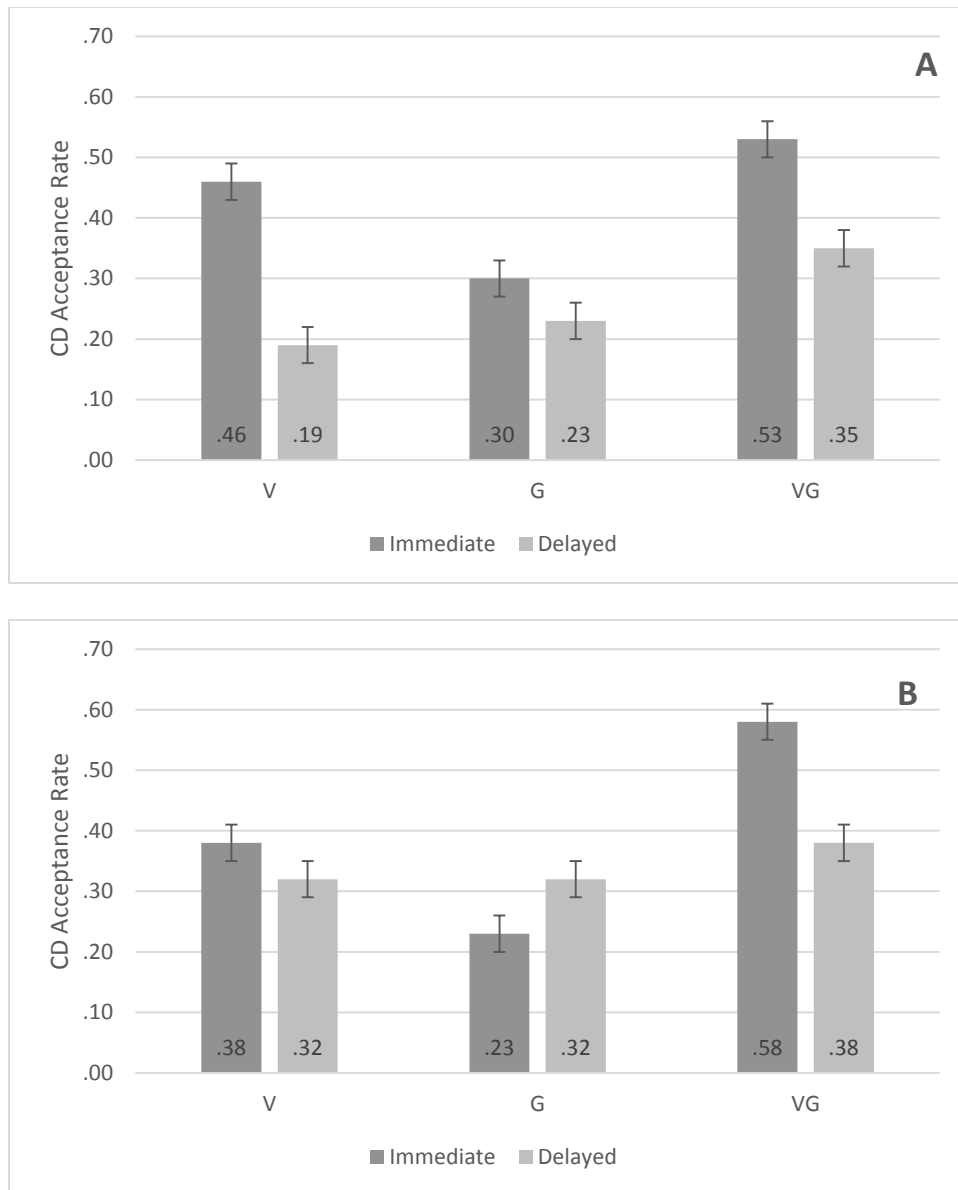 A
CD Acceptance Rate
.70
.60
.50
.40
.30
.20
.10
.00
.46 .19 .30 .23 .53 .35
V G VG
Immediate Delayed
B
CD Acceptance Rate
.70
.60
.50
.40
.30
.20
.10
.00
.38 .32 .23 .32 .58 .38
V G VG
Immediate Delayed